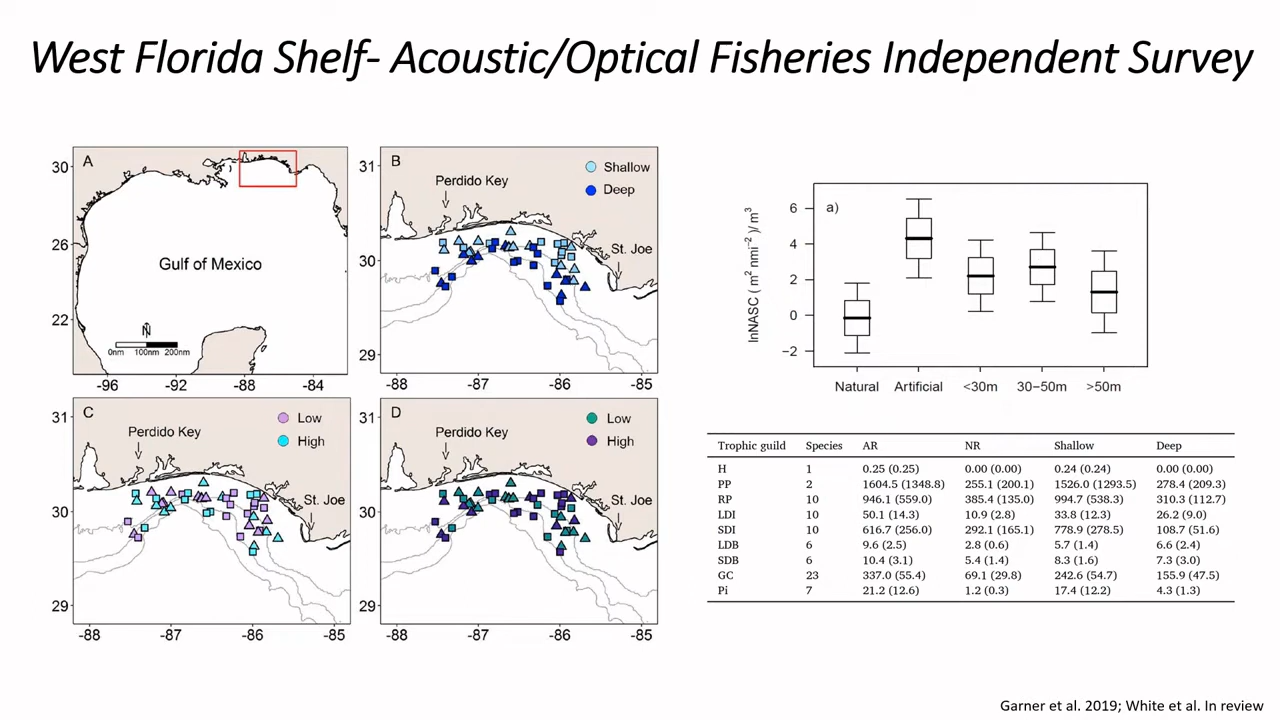 West Florida Shelf- Acoustic/Optical Fisheries Independent Survey
A
30
26
22
Gulf of Mexico
N
0nm 100nm 200nm
-96 -92 -88 -84
B
Shallow
Deep
Perdido Key
St. Joe
31
30
29
-88 -87 -86 -85
C
Low
High
Perdido Key
St. Joe
31
30
29
-88 -87 -86 -85
D
Low
High
Perdido Key
St. Joe
31
30
29
-88 -87 -86 -85
a)
lnNASC ( m² nmi⁻² )/ m³
6
4
2
0
−2
Natural Artificial <30m 30−50m >50m
Trophic guild Species AR NR Shallow Deep
H 1 0.25 (0.25) 0.00 (0.00) 0.24 (0.24) 0.00 (0.00)
PP 2 1604.5 (1348.8) 255.1 (200.1) 1526.0 (1293.5) 278.4 (209.3)
RP 10 946.1 (559.0) 385.4 (135.0) 994.7 (538.3) 310.3 (112.7)
LDI 10 50.1 (14.3) 10.9 (2.8) 33.8 (12.3) 26.2 (9.0)
SDI 10 616.7 (256.0) 292.1 (165.1) 778.9 (278.5) 108.7 (51.6)
LDB 6 9.6 (2.5) 2.8 (0.6) 5.7 (1.4) 6.6 (2.4)
SDB 6 10.4 (3.1) 5.4 (1.4) 8.3 (1.6) 7.3 (3.0)
GC 23 337.0 (55.4) 69.1 (29.8) 242.6 (54.7) 155.9 (47.5)
Pi 7 21.2 (12.6) 1.2 (0.3) 17.4 (12.2) 4.3 (1.3)
Garner et al. 2019; White et al. In review